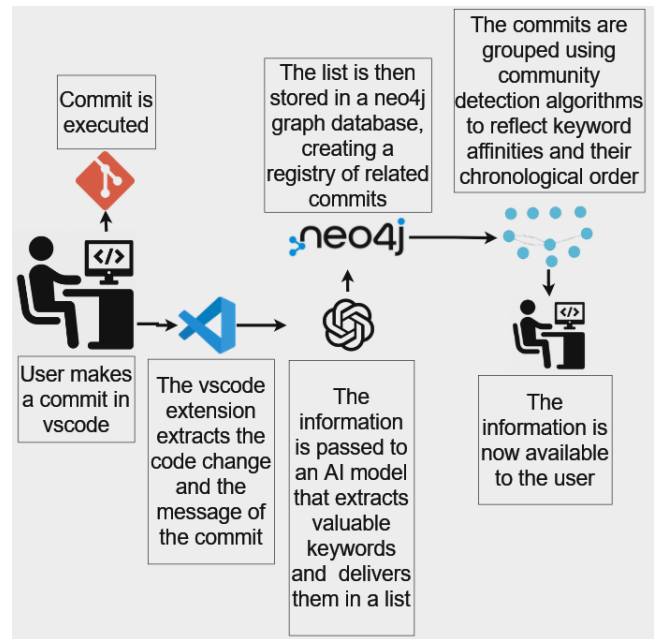 Commit is
executed
The list is then
stored in a neo4j
graph database,
creating a
registry of related
commits
The commits are
grouped using
community
detection algorithms
to reflect keyword
affinities and their
chronological order
</>
neo4j
</>
User makes
a commit in
vscode
The vscode
extension
extracts the
code change
and the
message of
the commit
The
information
is passed to
an AI model
that extracts
valuable
keywords
and delivers
them in a list
The
information is
now available
to the user